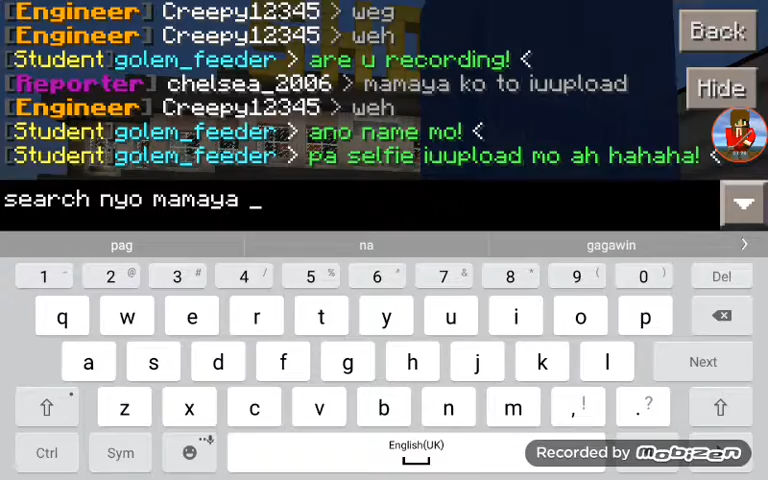 [Engineer] Creepy12345 > weg
[Engineer] Creepy12345 > weh
[Student]golem_feeder > are u recording! <
[Reporter] chelsea_2006 > mamaya ko to iuupload
[Engineer] Creepy12345 > weh
[Student]golem_feeder > ano name mo! <
[Student]golem_feeder > pa selfie iuupload mo ah hahaha! <
Back
Hide
search nyo mamaya _
pag na gagawin
1 2 @ 3 # 4 / 5 % 6 ^ 7 & 8 * 9 ( 0 ) Del
q w e r t y u i o p
a s d f g h j k l Next
z x c v b n m , ! . ?
Ctrl Sym English(UK)
Recorded by Mobizen